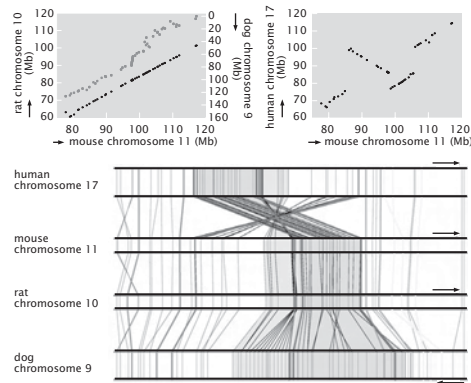 rat chromosome 10
(Mb)
120
110
100
90
80
70
60
0
20
40
60
80
100
120
140
160
dog chromosome 9
(Mb)
80 90 100 110 120
mouse chromosome 11 (Mb)
human chromosome 17
(Mb)
120
110
100
90
80
70
60
80 90 100 110 120
mouse chromosome 11 (Mb)
human
chromosome 17
mouse
chromosome 11
rat
chromosome 10
dog
chromosome 9